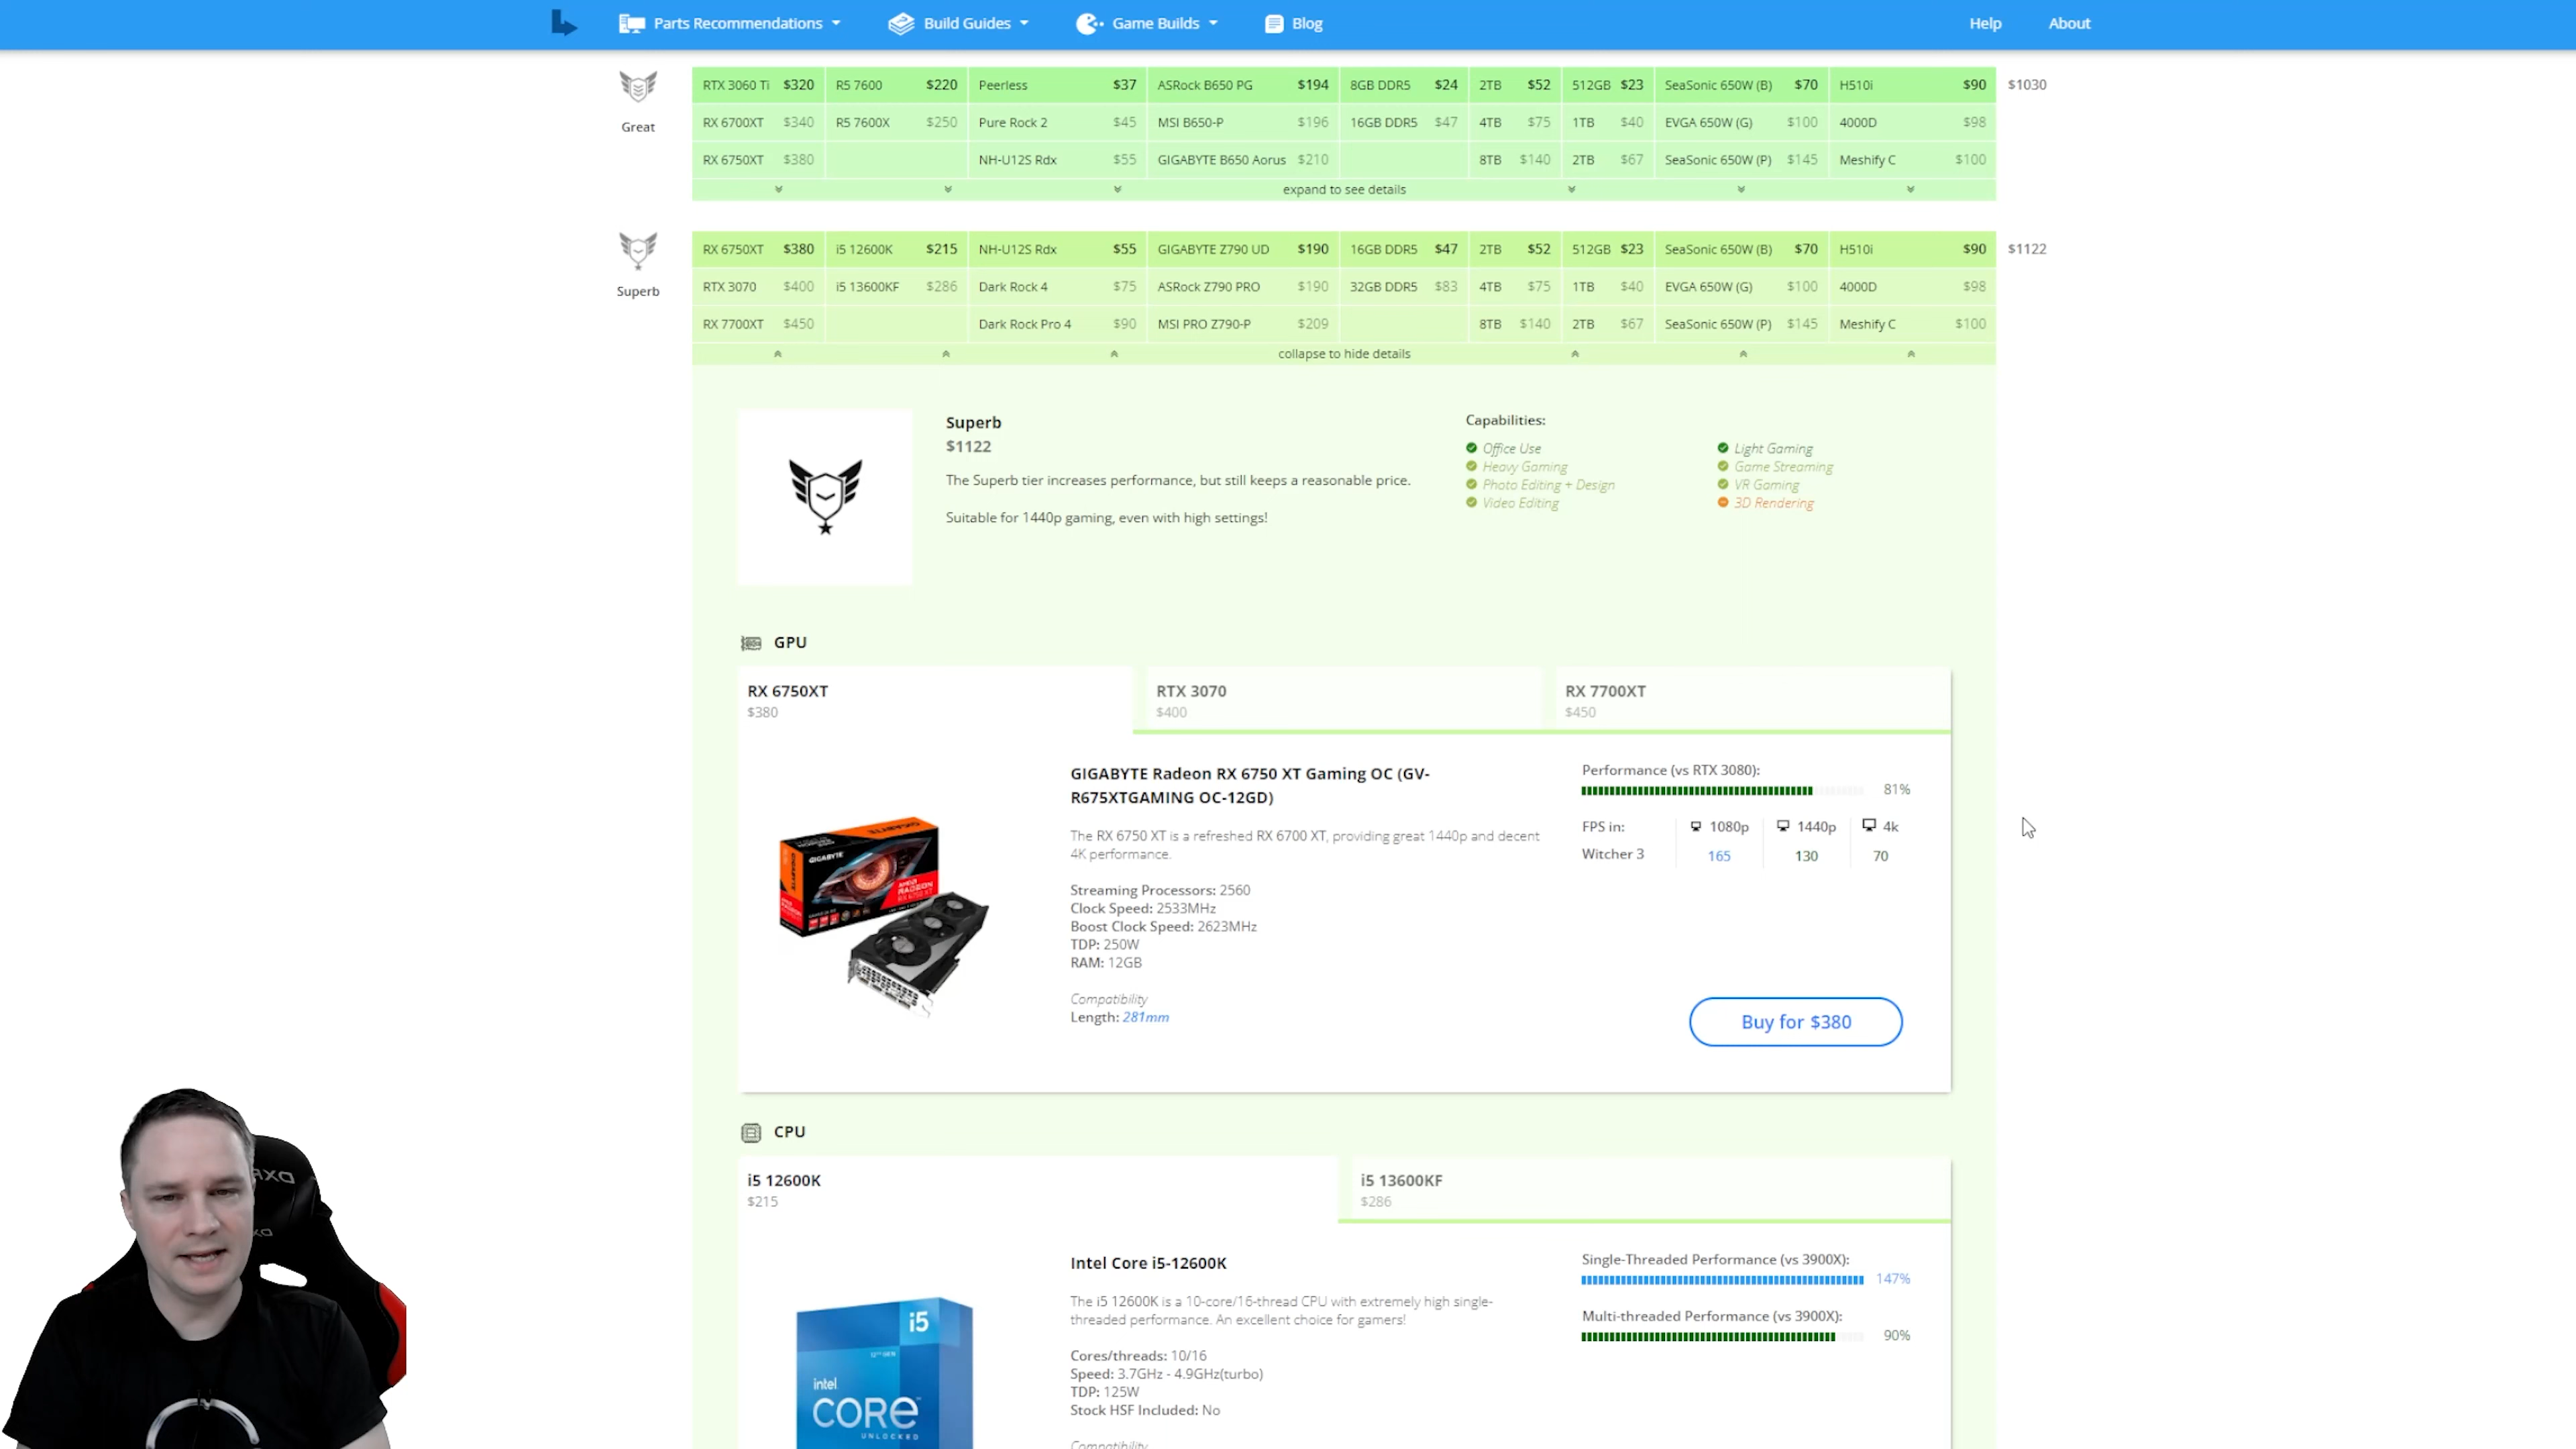 Parts Recommendations Build Guides Game Builds Blog Help About
RTX 3060 Ti $320 R5 7600 $220 Peerless $37 ASRock B650 PG $194 8GB DDR5 $24 2TB $52 512GB $23 SeaSonic 650W (B) $70 H510i $90 $1030
Great
RX 6700XT $340 R5 7600X $250 Pure Rock 2 $45 MSI B650-P $196 16GB DDR5 $47 4TB $75 1TB $40 EVGA 650W (G) $100 4000D $98
RX 6750XT $380 NH-U12S Rdx $55 GIGABYTE B650 Aorus $210 8TB $140 2TB $67 SeaSonic 650W (P) $145 Meshify C $100
expand to see details
RX 6750XT $380 i5 12600K $215 NH-U12S Rdx $55 GIGABYTE Z790 UD $190 16GB DDR5 $47 2TB $52 512GB $23 SeaSonic 650W (B) $70 H510i $90 $1122
Superb
RTX 3070 $400 i5 13600KF $286 Dark Rock 4 $75 ASRock Z790 PRO $190 32GB DDR5 $83 4TB $75 1TB $40 EVGA 650W (G) $100 4000D $98
RX 7700XT $450 Dark Rock Pro 4 $90 MSI PRO Z790-P $209 8TB $140 2TB $67 SeaSonic 650W (P) $145 Meshify C $100
collapse to hide details
Superb
$1122
The Superb tier increases performance, but still keeps a reasonable price.
Suitable for 1440p gaming, even with high settings!
Capabilities:
Office Use Light Gaming
Heavy Gaming Game Streaming
Photo Editing + Design VR Gaming
Video Editing 3D Rendering
GPU
RX 6750XT RTX 3070 RX 7700XT
$380 $400 $450
GIGABYTE Radeon RX 6750 XT Gaming OC (GV-
R675XTGAMING OC-12GD)
The RX 6750 XT is a refreshed RX 6700 XT, providing great 1440p and decent
4K performance.
Streaming Processors: 2560
Clock Speed: 2533MHz
Boost Clock Speed: 2623MHz
TDP: 250W
RAM: 12GB
Compatibility
Length: 281mm
Performance (vs RTX 3080):
81%
FPS in: 1080p 1440p 4k
Witcher 3 165 130 70
Buy for $380
GIGABYTE
CPU
i5 12600K i5 13600KF
$215 $286
Intel Core i5-12600K
The i5 12600K is a 10-core/16-thread CPU with extremely high single-
threaded performance. An excellent choice for gamers!
Cores/threads: 10/16
Speed: 3.7GHz - 4.9GHz(turbo)
TDP: 125W
Stock HSF Included: No
Compatibility
Single-Threaded Performance (vs 3900X):
147%
Multi-threaded Performance (vs 3900X):
90%
i5
intel
CORE
UNLOCKED